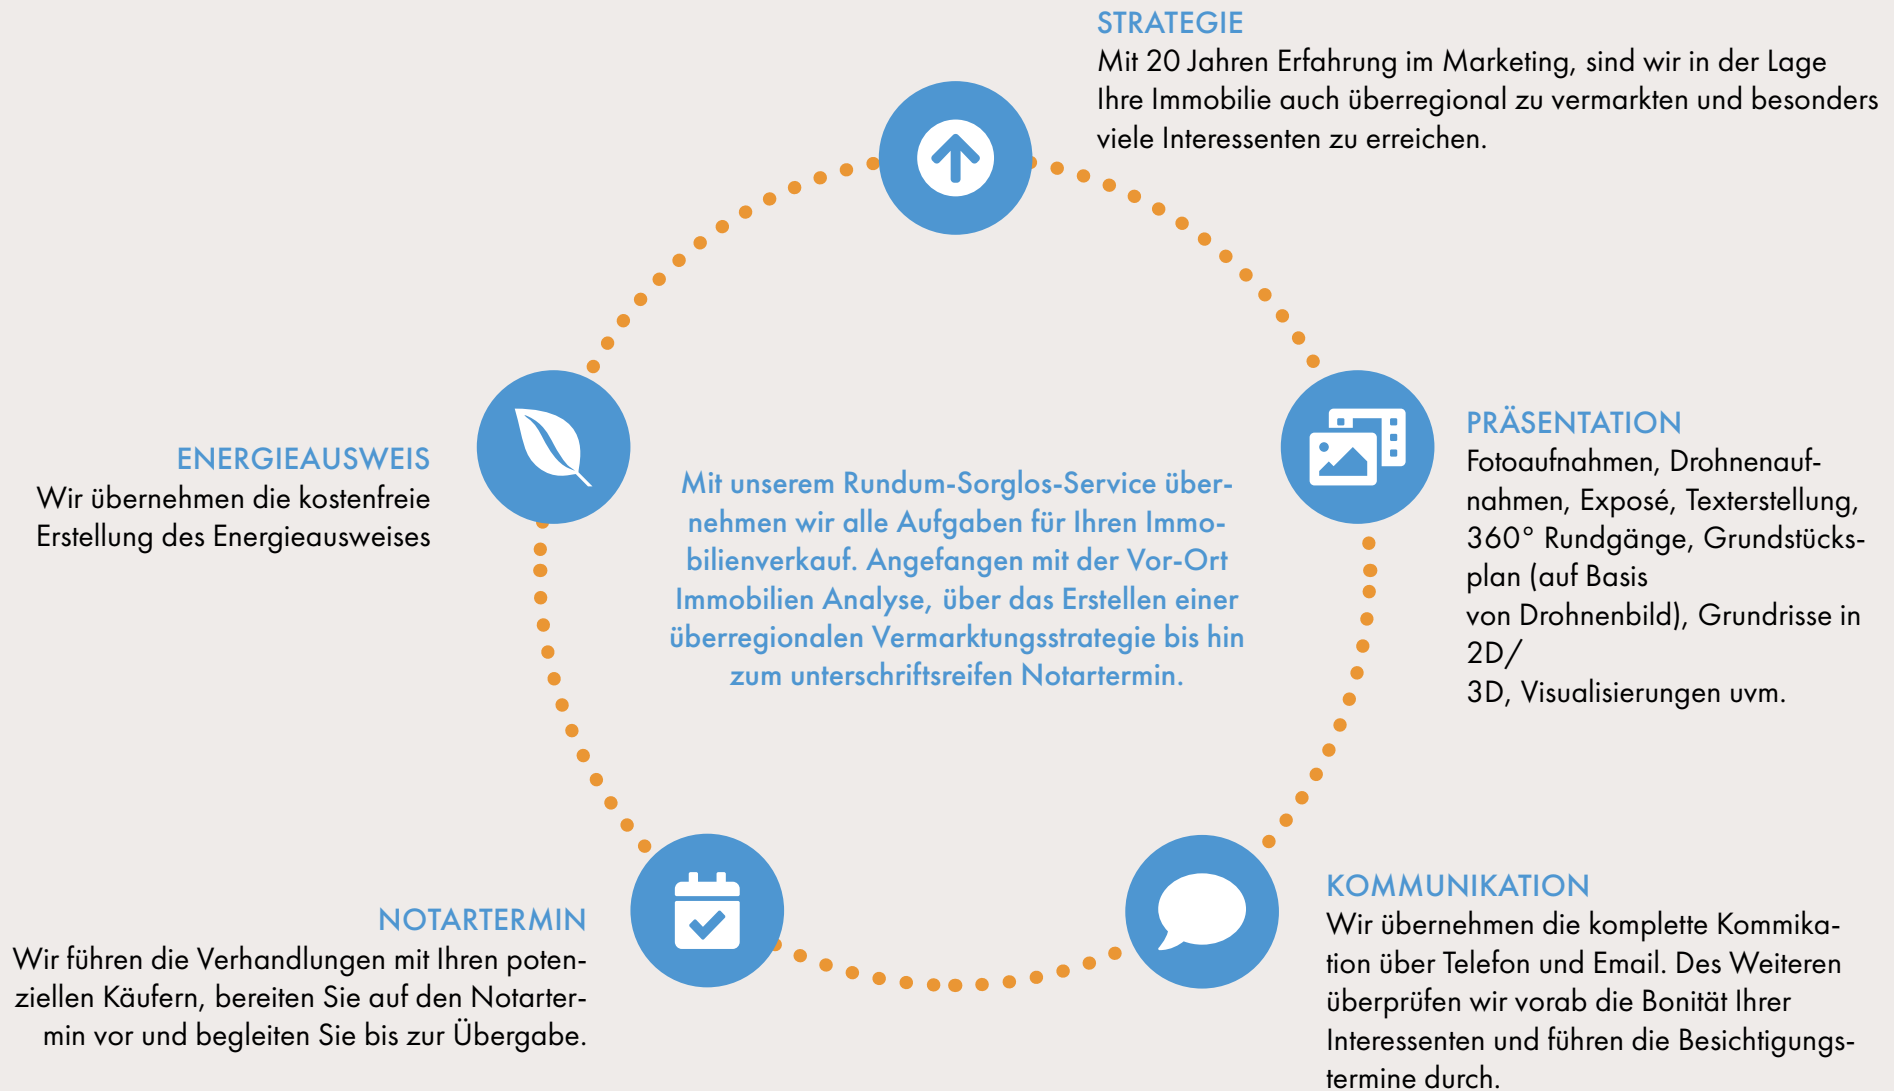 STRATEGIE
Mit 20 Jahren Erfahrung im Marketing, sind wir in der Lage
Ihre Immobilie auch überregional zu vermarkten und besonders
viele Interessenten zu erreichen.
PRÄSENTATION
Fotoaufnahmen, Drohnenauf-
nahmen, Exposé, Texterstellung,
360° Rundgänge, Grundstücks-
plan (auf Basis
von Drohnenbild), Grundrisse in
2D/
3D, Visualisierungen uvm.
ENERGIEAUSWEIS
Wir übernehmen die kostenfreie
Erstellung des Energieausweises
Mit unserem Rundum-Sorglos-Service über-
nehmen wir alle Aufgaben für Ihren Immo-
bilienverkauf. Angefangen mit der Vor-Ort
Immobilien Analyse, über das Erstellen einer
überregionalen Vermarktungsstrategie bis hin
zum unterschriftsreifen Notartermin.
KOMMUNIKATION
Wir übernehmen die komplette Kommika-
tion über Telefon und Email. Des Weiteren
überprüfen wir vorab die Bonität Ihrer
Interessenten und führen die Besichtigungs-
termine durch.
NOTARTERMIN
Wir führen die Verhandlungen mit Ihren poten-
ziellen Käufern, bereiten Sie auf den Notarter-
min vor und begleiten Sie bis zur Übergabe.